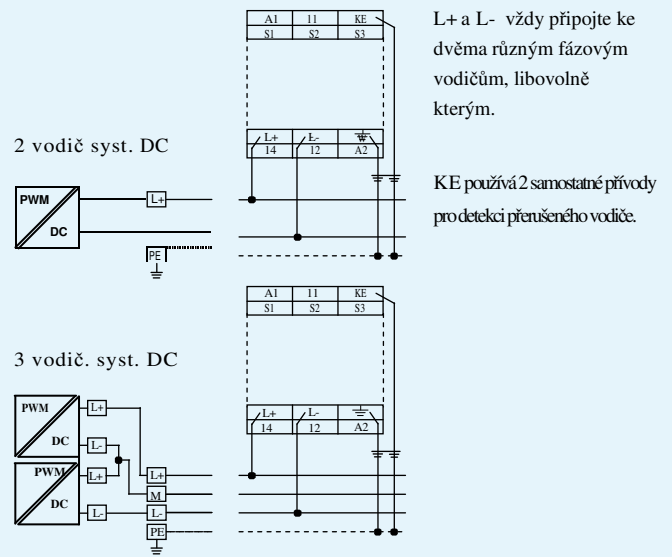 A1 11 KE
S1 S2 S3
L+ a L- vždy připojte ke
dvěma různým fázovým
vodičům, libovolně
kterým.
2 vodič syst. DC
L+ L-
14 12 A2
KE používá 2 samostatné přívody
pro detekci přerušeného vodiče.
PWM
DC
L+
PE
A1 11 KE
S1 S2 S3
3 vodič. syst. DC
L+ L-
14 12 A2
PWM
DC
L+
L-
PWM
DC
L+
L-
L+
M
L-
PE